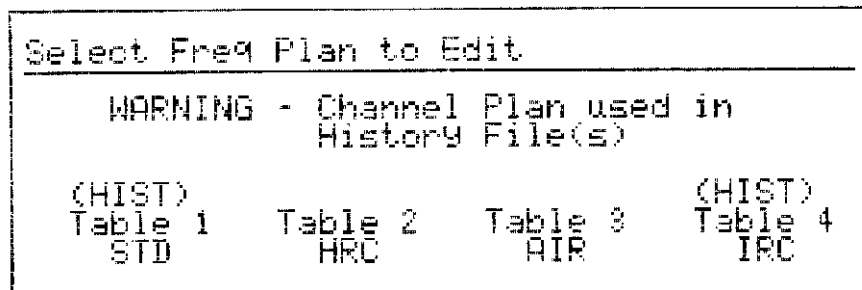 Select Freq Plan to Edit
WARNING - Channel Plan used in
History File(s)
(HIST) (HIST)
Table 1 Table 2 Table 3 Table 4
STD HRC AIR IRC